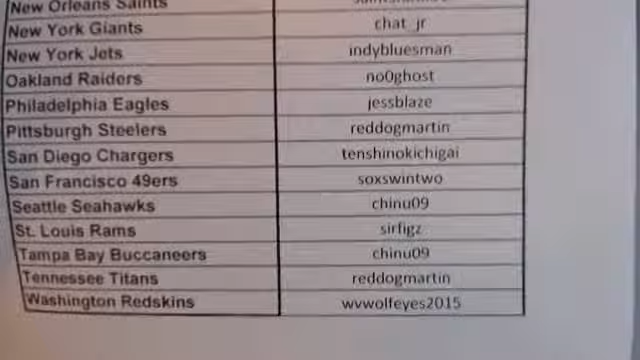 New Orleans Saints
New York Giants chat_jr
New York Jets indybluesman
Oakland Raiders no0ghost
Philadelphia Eagles jessblaze
Pittsburgh Steelers reddogmartin
San Diego Chargers tenshinokichigai
San Francisco 49ers soxswintwo
Seattle Seahawks chinu09
St. Louis Rams sirfigz
Tampa Bay Buccaneers chinu09
Tennessee Titans reddogmartin
Washington Redskins wvwolfeyes2015